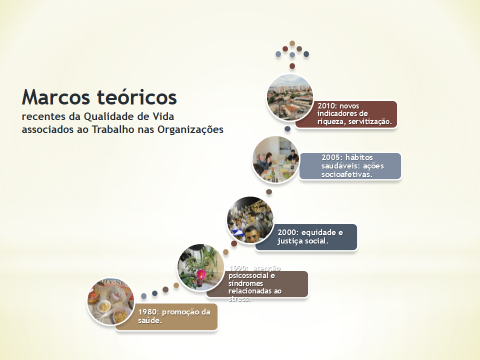 Marcos teóricos
recentes da Qualidade de Vida
associados ao Trabalho nas Organizações
2010: novos
indicadores de
riqueza, servitização.
2005: hábitos
saudáveis: ações
socioafetivas.
2000: equidade e
justiça social.
1990: atenção
psicossocial e
síndromes
relacionadas ao
stress.
1980: promoção da
saúde.